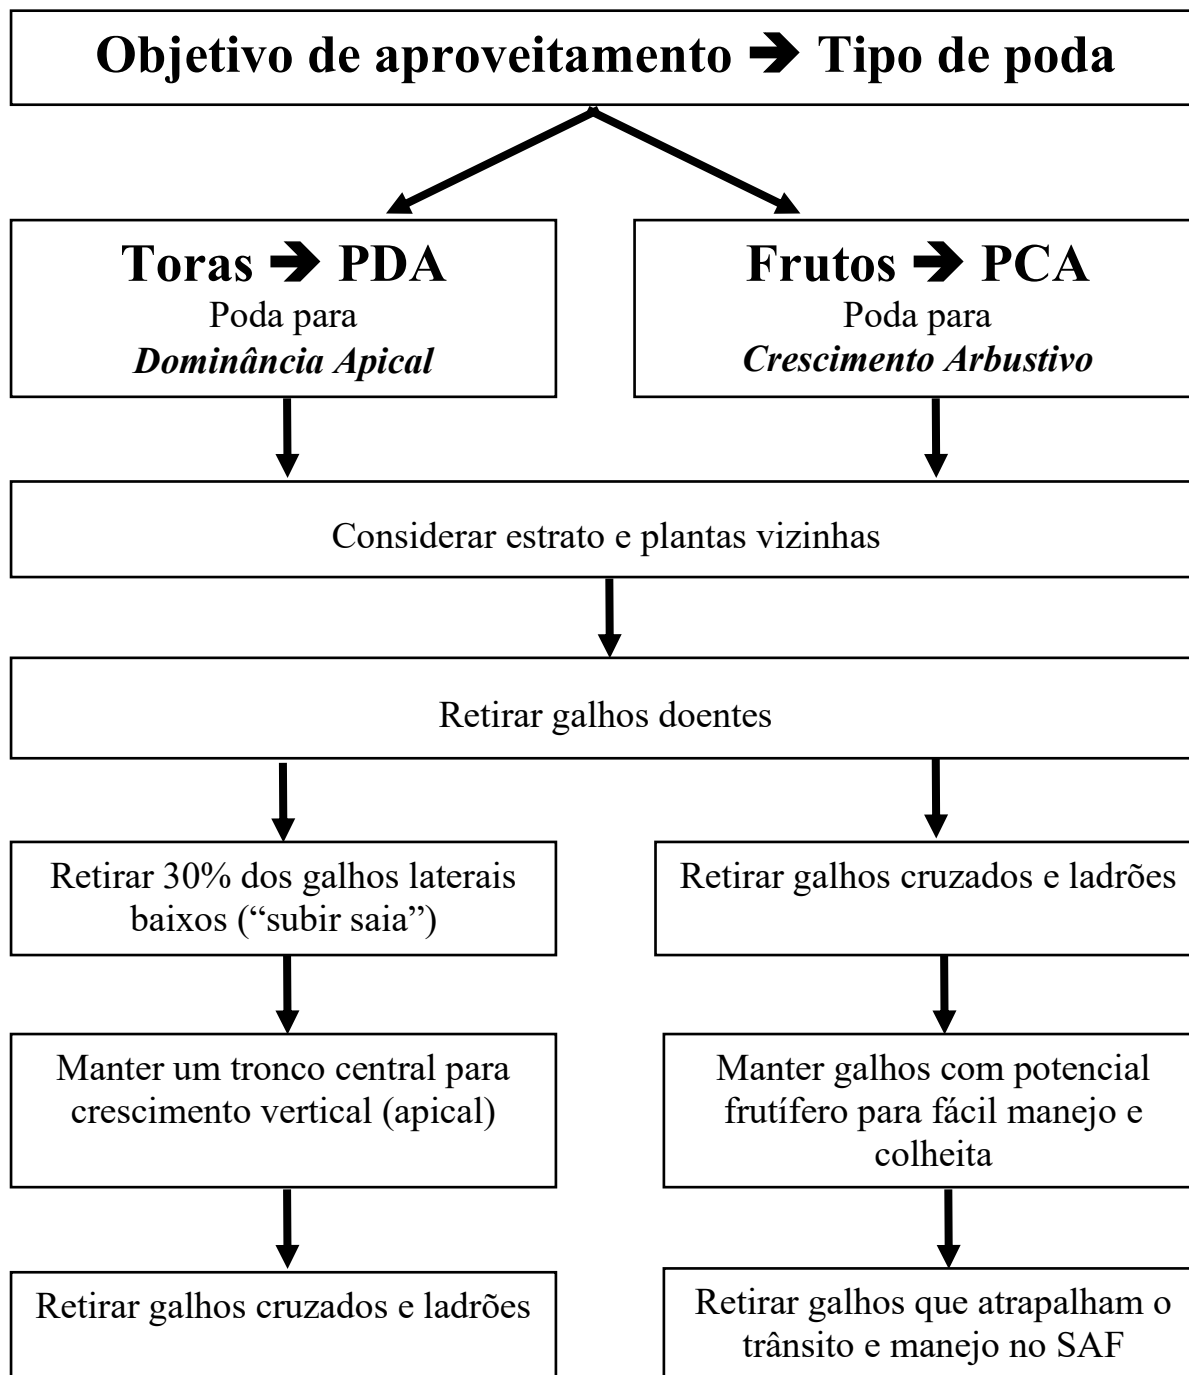 Objetivo de aproveitamento ➔ Tipo de poda
Toras ➔ PDA
Poda para
Dominância Apical
Frutos ➔ PCA
Poda para
Crescimento Arbustivo
Considerar estrato e plantas vizinhas
Retirar galhos doentes
Retirar 30% dos galhos laterais
baixos (“subir saia”)
Retirar galhos cruzados e ladrões
Manter um tronco central para
crescimento vertical (apical)
Manter galhos com potencial
frutífero para fácil manejo e
colheita
Retirar galhos cruzados e ladrões
Retirar galhos que atrapalham o
trânsito e manejo no SAF